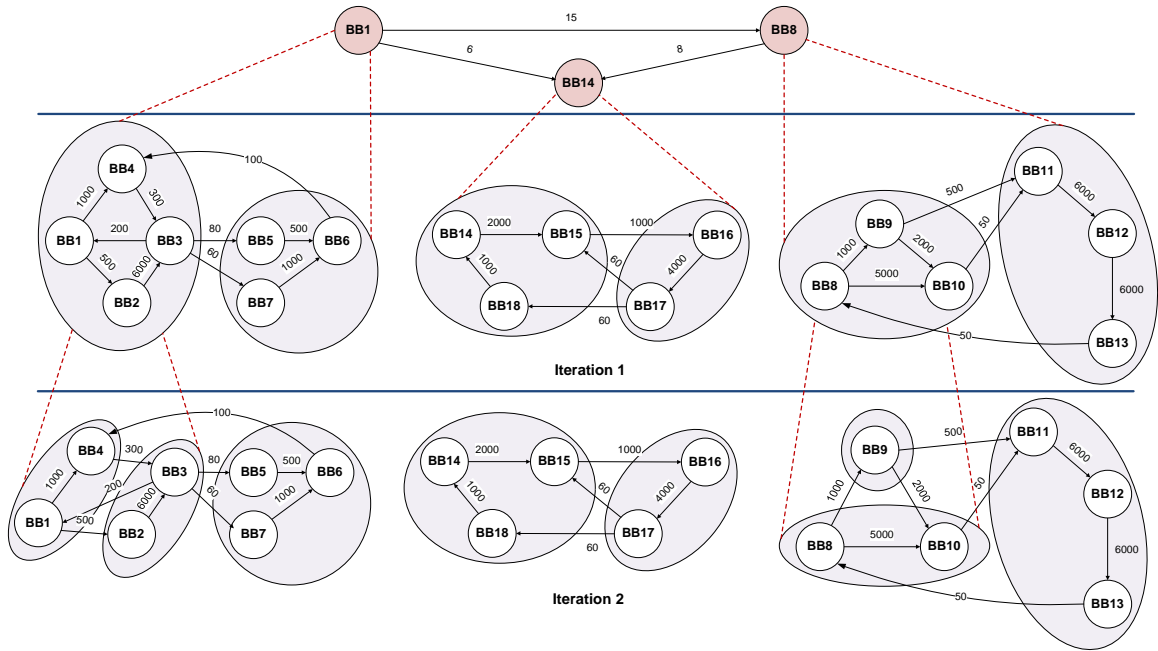 15
BB1
BB8
6
8
BB14
BB4
100
1000
300
BB1
200
BB3
80
BB5
500
BB6
500
6000
60
1000
BB2
BB7
BB14
2000
BB15
1000
BB16
1000
60
4000
BB18
BB17
60
BB11
500
6000
BB9
50
BB12
1000
2000
BB8
5000
BB10
6000
50
BB13
Iteration 1
100
BB4
300
BB3
80
BB5
500
BB6
1000
200
6000
60
1000
BB1
500
BB2
BB7
BB14
2000
BB15
1000
BB16
1000
60
4000
BB18
BB17
60
BB11
500
6000
BB9
50
BB12
1000
2000
BB8
5000
BB10
6000
50
BB13
Iteration 2